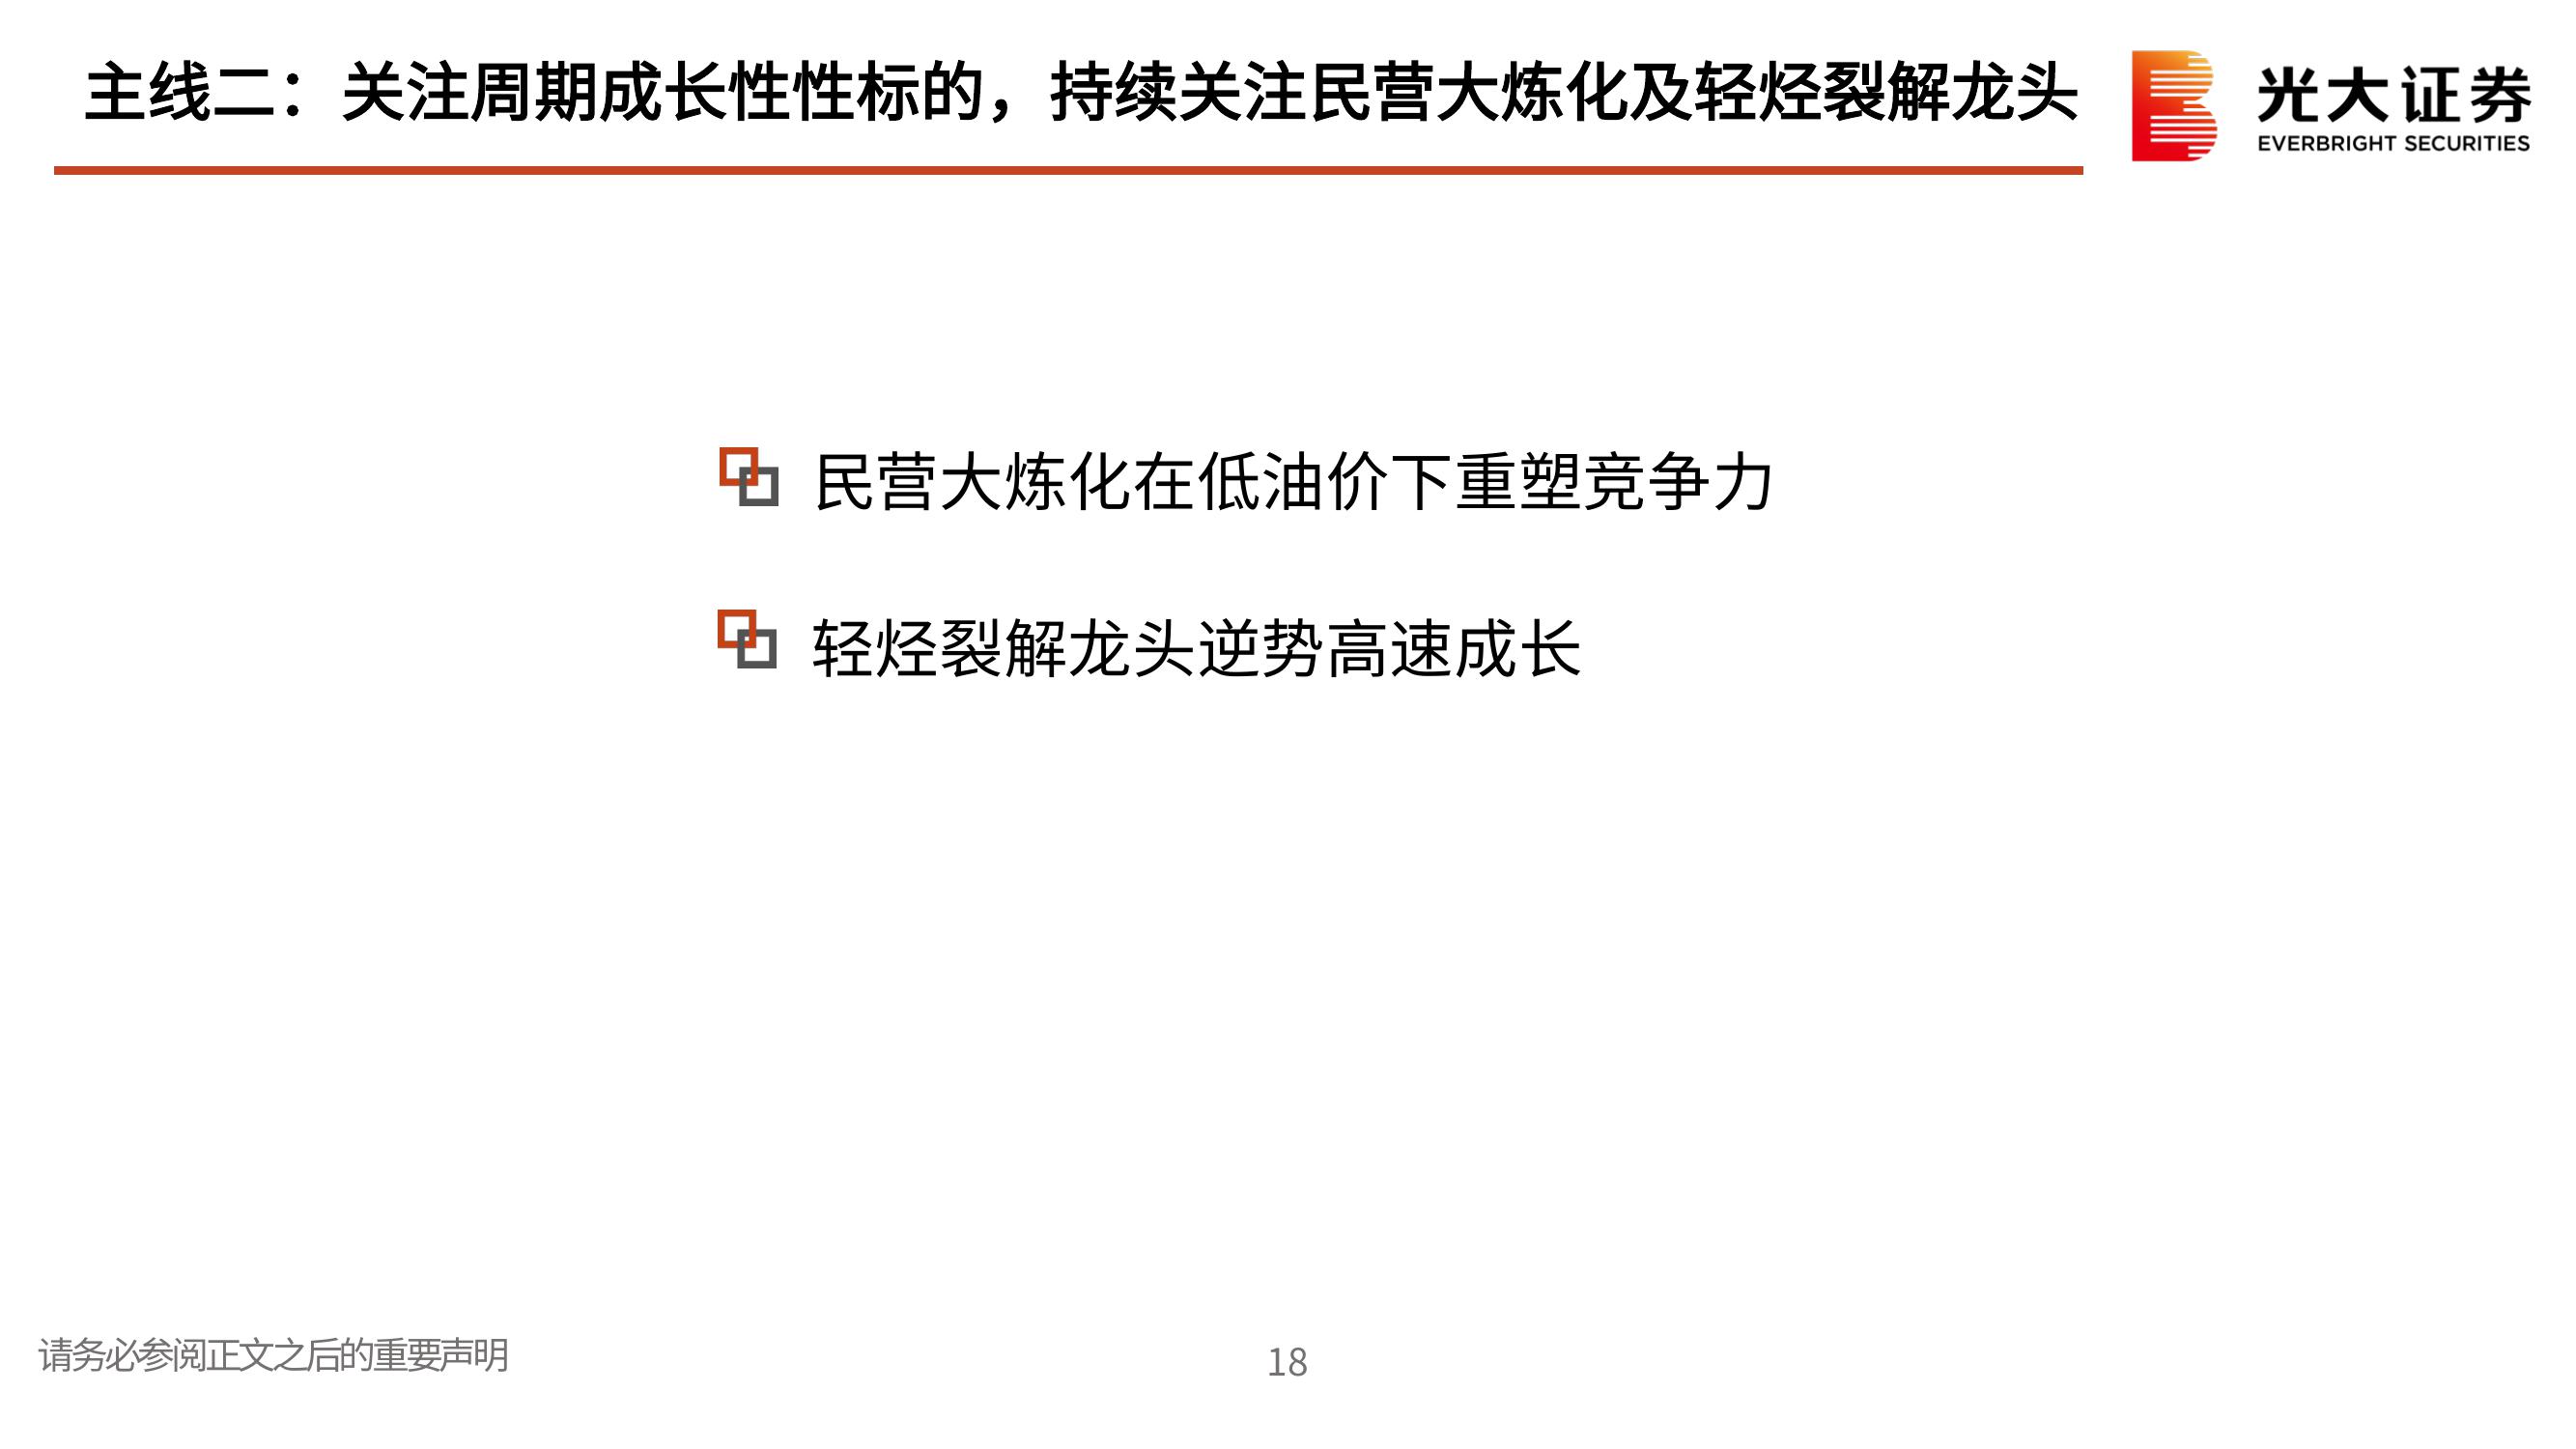 主线二：关注周期成长性性标的，持续关注民营大炼化及轻烃裂解龙头
光大证券
EVERBRIGHT SECURITIES
民营大炼化在低油价下重塑竞争力
轻烃裂解龙头逆势高速成长
请务必参阅正文之后的重要声明
18